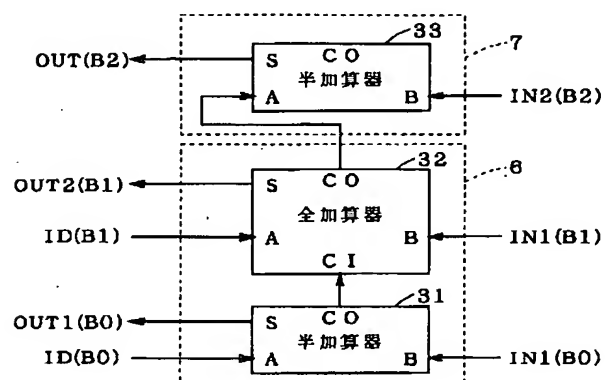 33
7
OUT(B2)
S
CO
半加算器
A
B
IN2(B2)
32
6
OUT2(B1)
S
CO
全加算器
ID(B1)
A
B
IN1(B1)
CI
31
OUT1(B0)
S
CO
半加算器
ID(B0)
A
B
IN1(B0)